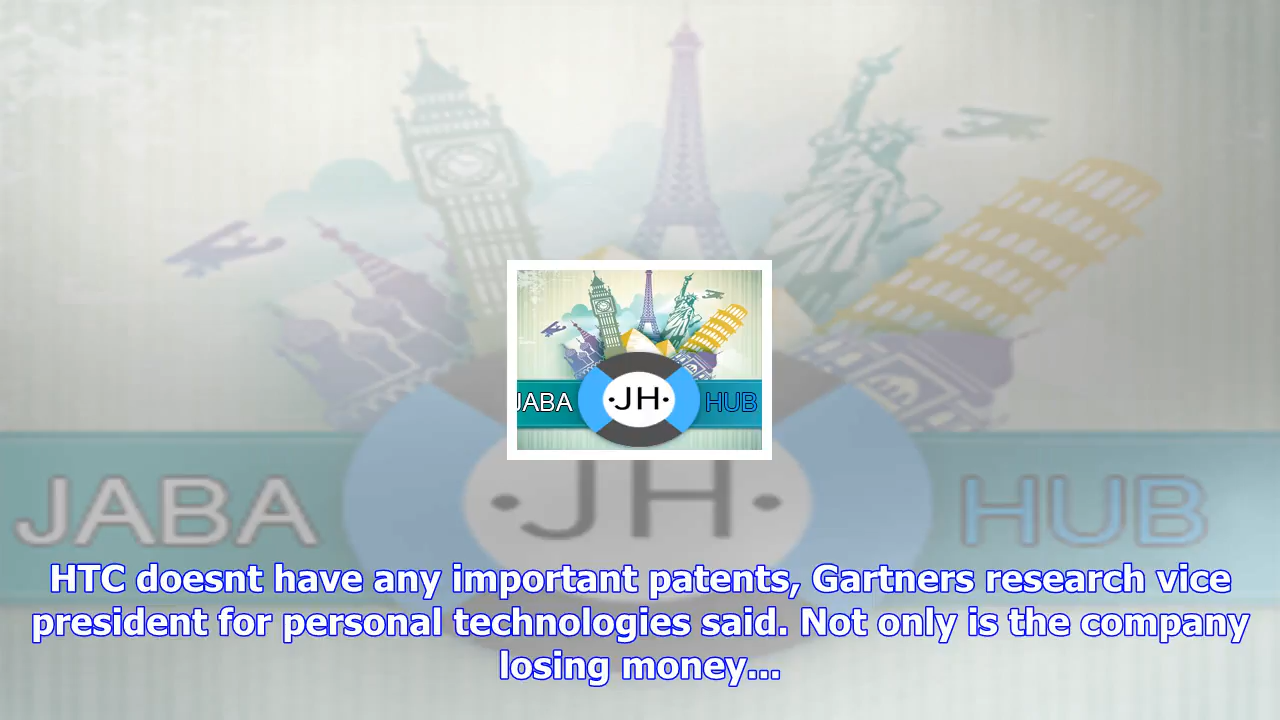 JABA
·JH·
HUB
JABA
·JH·
HUB
HTC doesnt have any important patents, Gartners research vice
president for personal technologies said. Not only is the company
losing money...